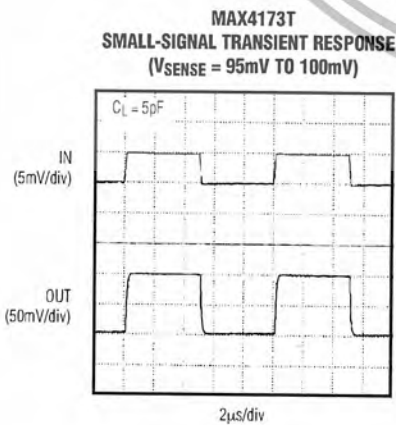 MAX4173T
SMALL-SIGNAL TRANSIENT RESPONSE
(VSENSE = 95mV TO 100mV)
CL = 5pF
IN
(5mV/div)
OUT
(50mV/div)
2μs/div